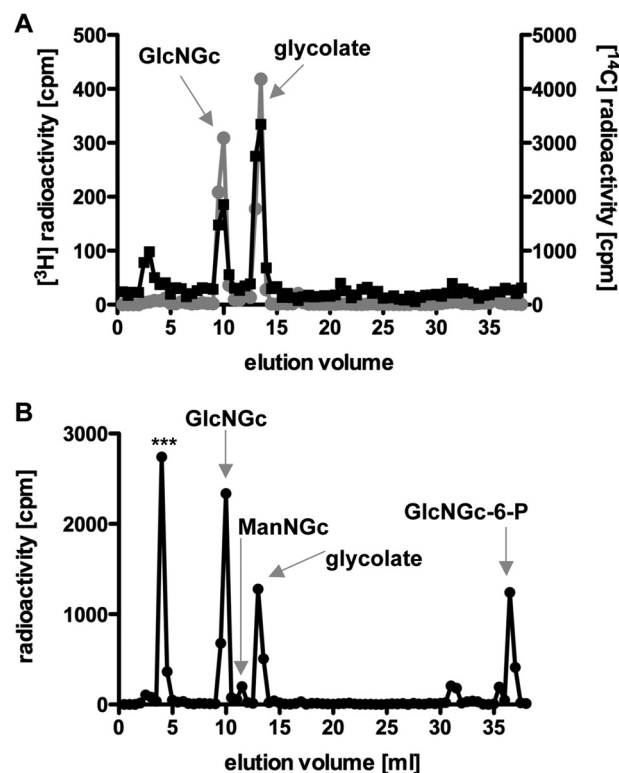 A
GlcNGc
glycolate
[³H] radioactivity [cpm]
500
400
300
200
100
0
[¹⁴C] radioactivity [cpm]
5000
4000
3000
2000
1000
0
0 5 10 15 20 25 30 35
elution volume
B
GlcNGc
***
ManNGc
glycolate
GlcNGc-6-P
radioactivity [cpm]
3000
2000
1000
0
0 5 10 15 20 25 30 35
elution volume [ml]